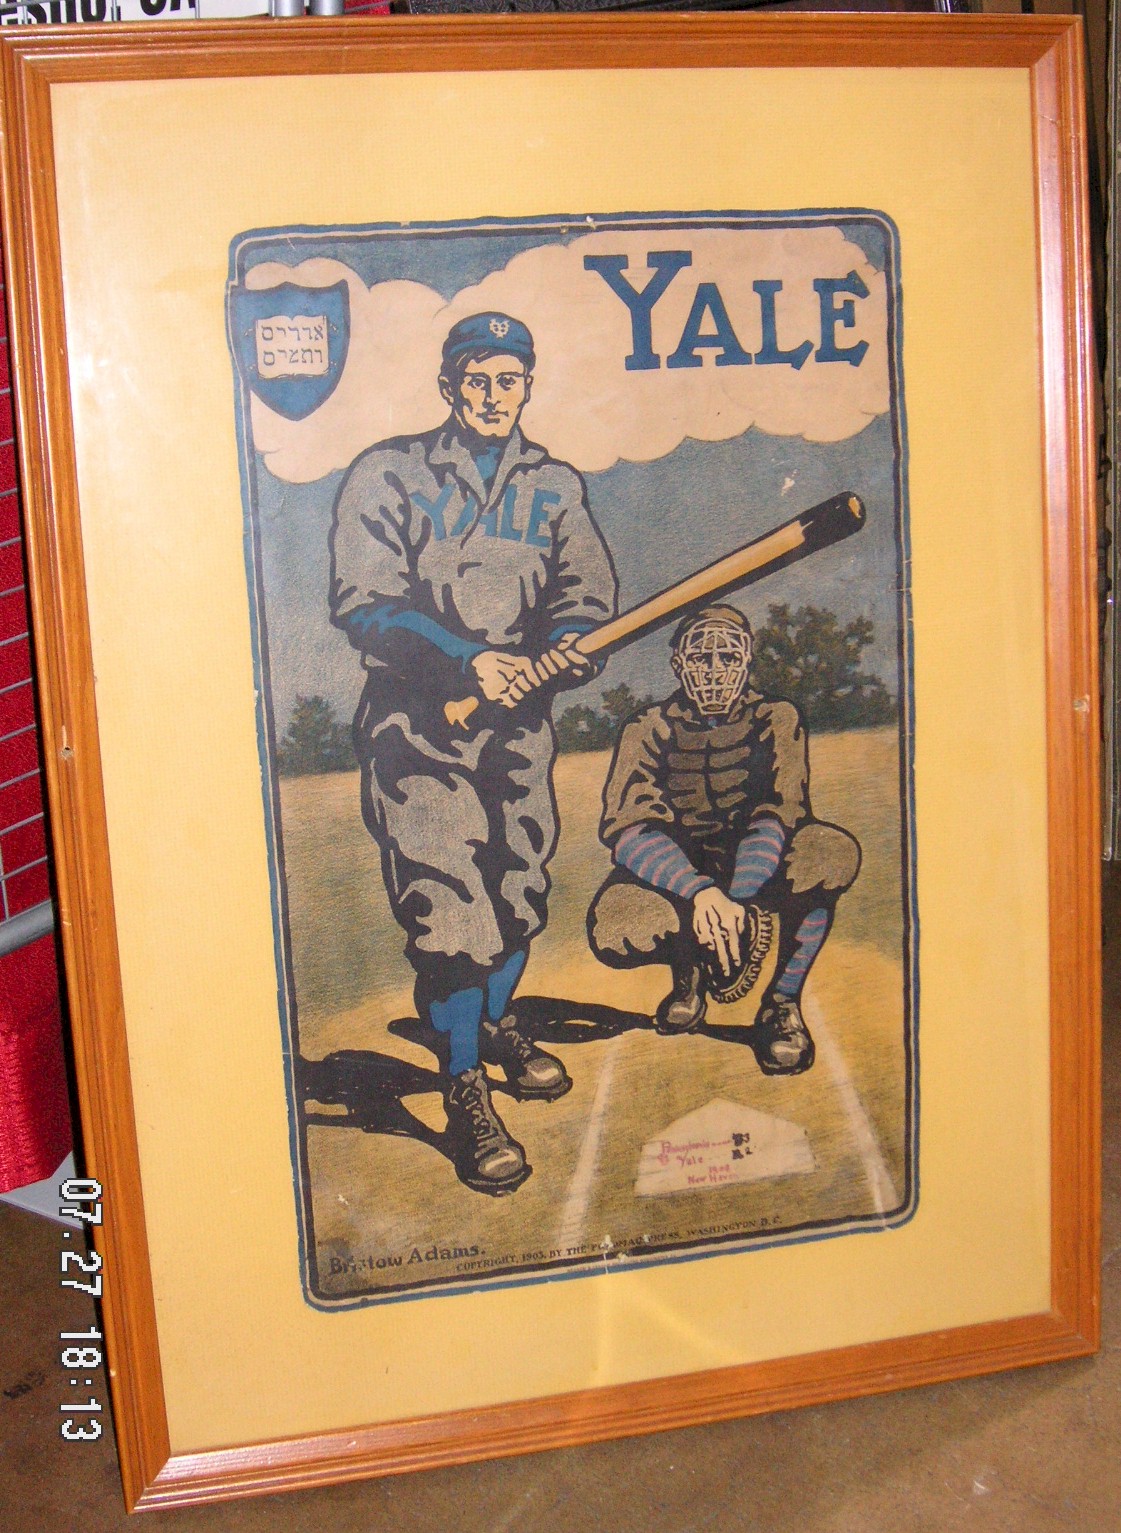 YALE
אורים
ותמים
YALE
Yale
New Haven
Bristow Adams.
COPYRIGHT, 1903, BY THE POTOMAC PRESS, WASHINGTON D.C.
07.27 18:13